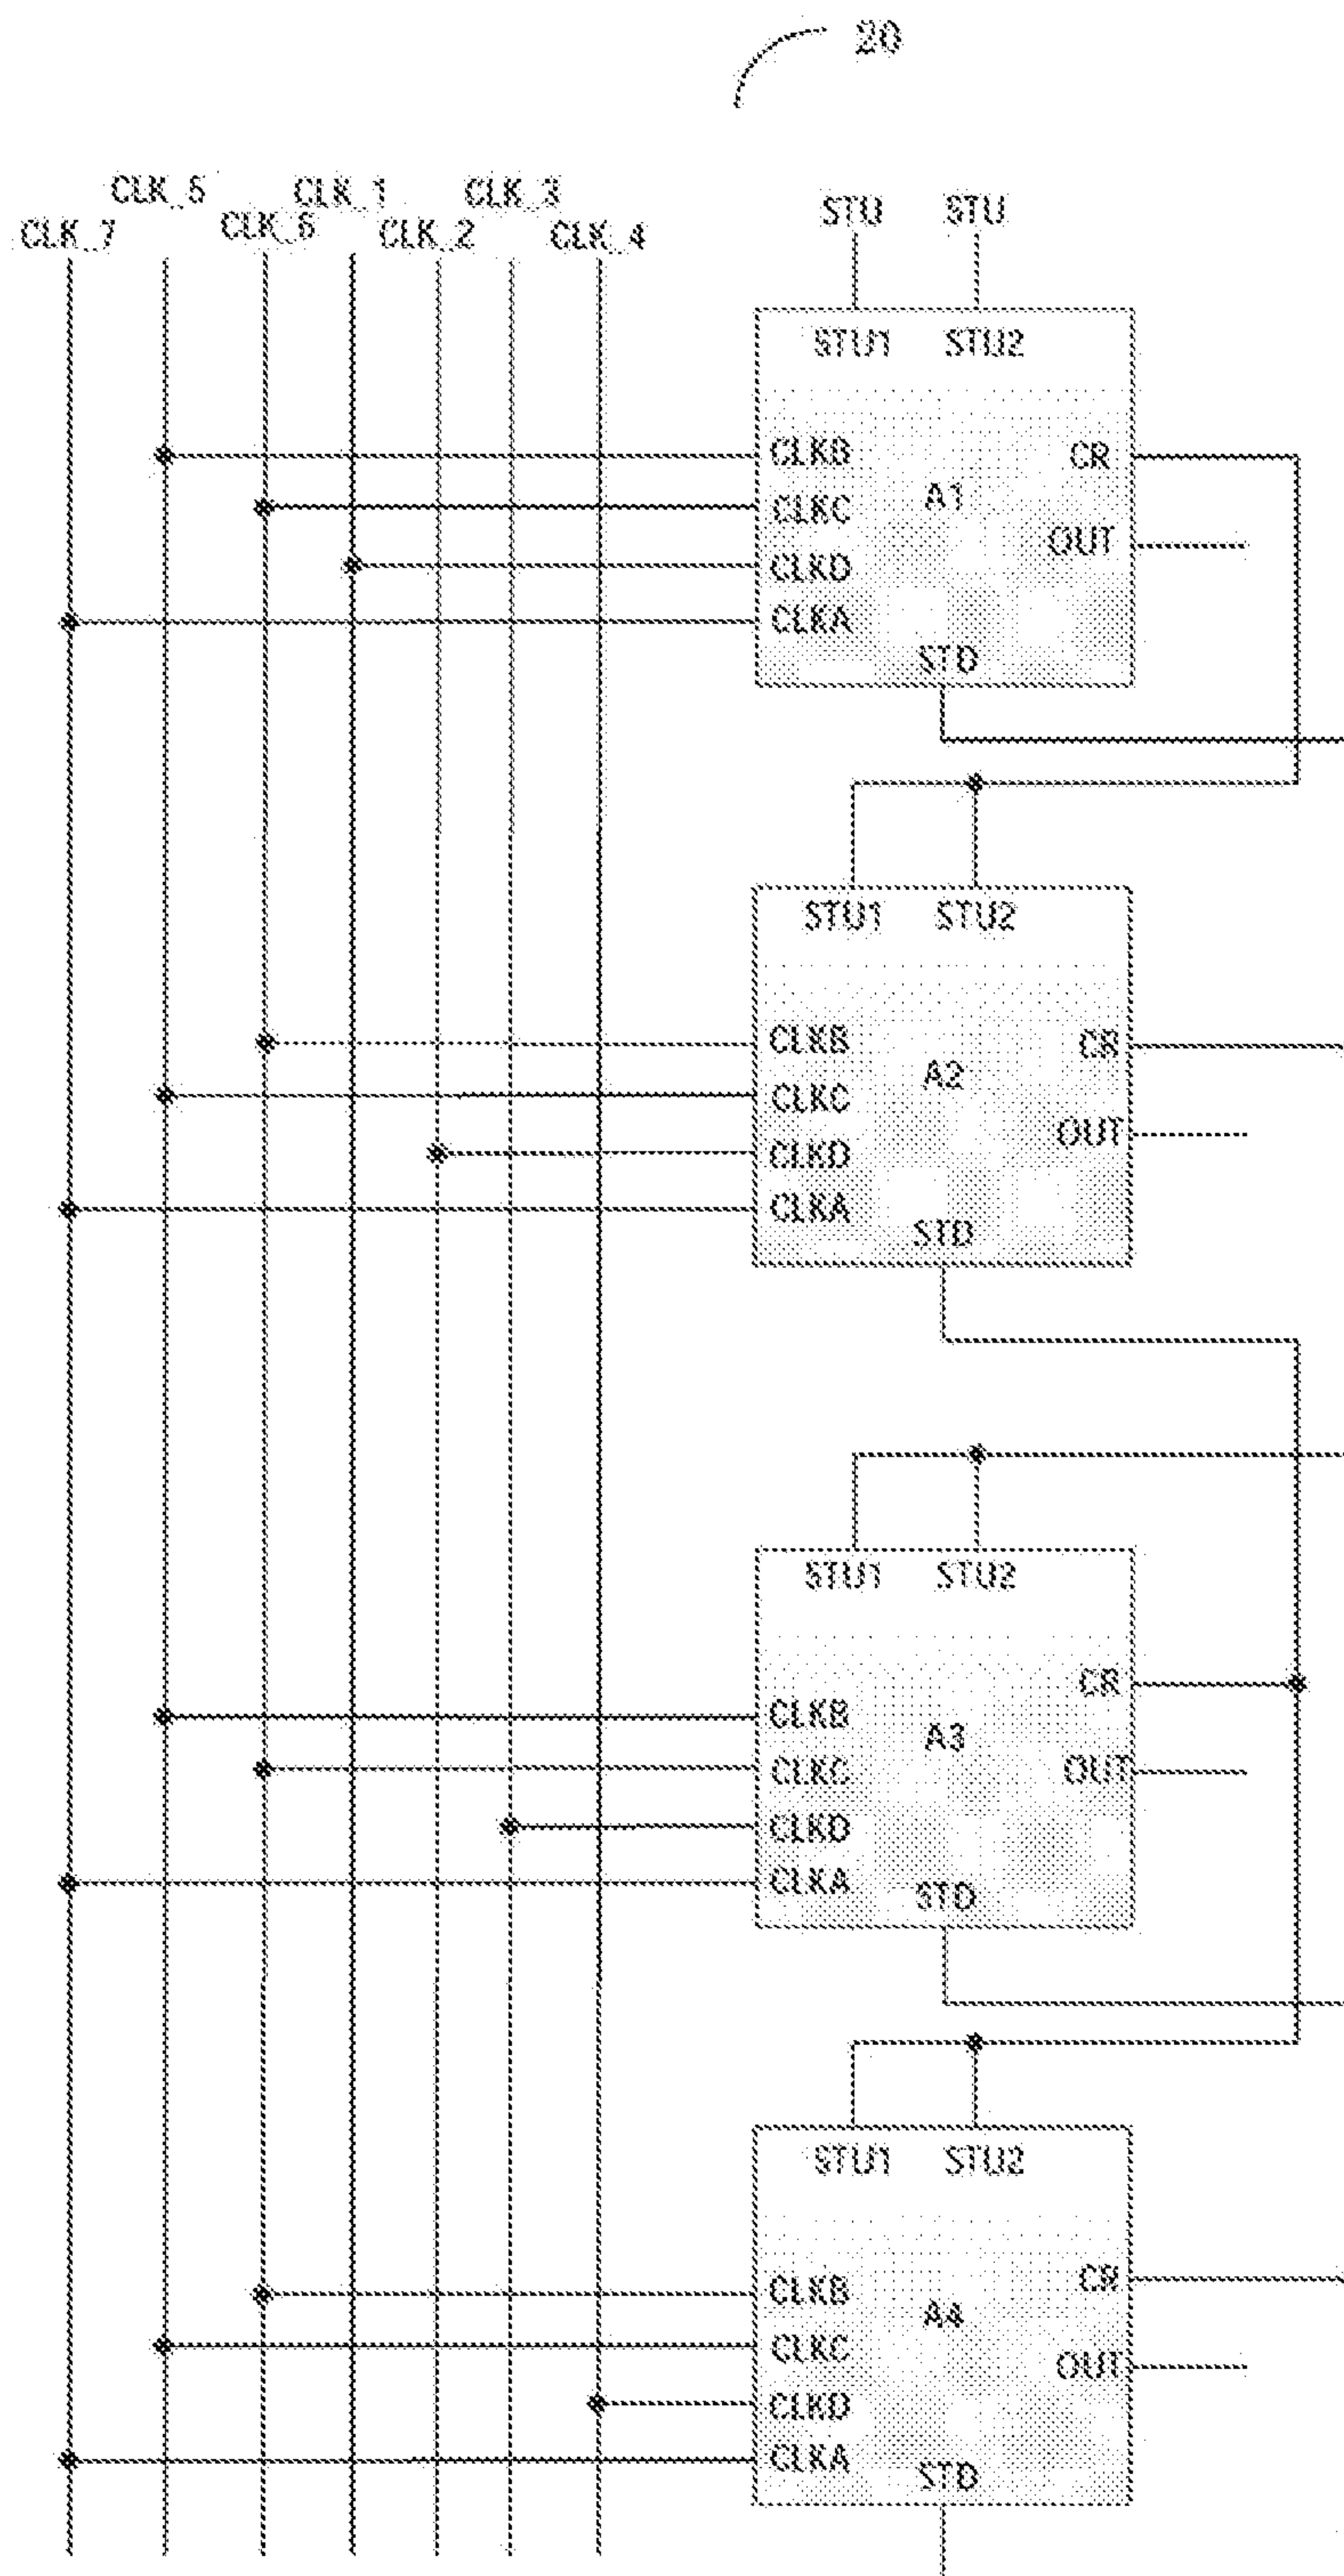 20
CLK_5 CLK_1 CLK_3
CLK_7 CLK_6 CLK_2 CLK_4
STU STU
STU1 STU2
CLKB CR
A1
CLKC
OUT
CLKD
CLKA
STD
STU1 STU2
CLKB CR
A2
CLKC
OUT
CLKD
CLKA
STD
STU1 STU2
CR
CLKB
A3
CLKC OUT
CLKD
CLKA
STD
STU1 STU2
CLKB CR
A4
CLKC
OUT
CLKD
CLKA
STD